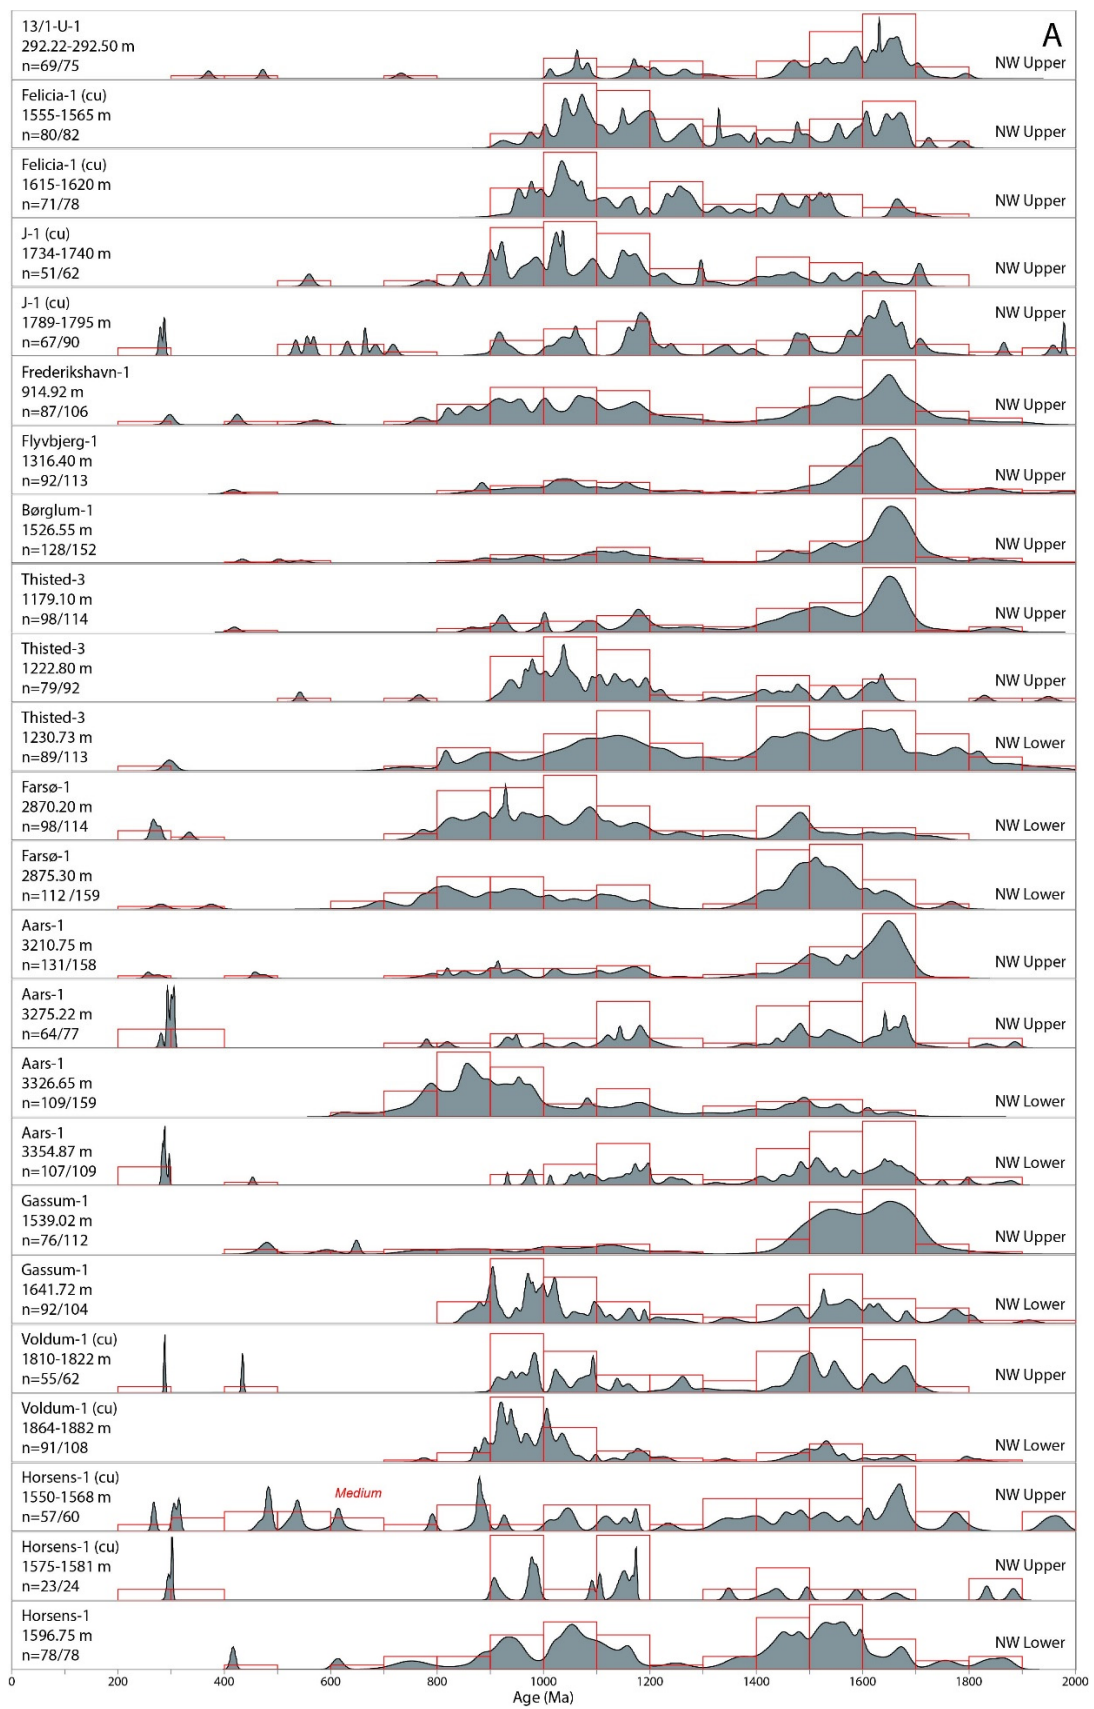 A
13/1-U-1
292.22-292.50 m
n=69/75
NW Upper
Felicia-1 (cu)
1555-1565 m
n=80/82
NW Upper
Felicia-1 (cu)
1615-1620 m
n=71/78
NW Upper
J-1 (cu)
1734-1740 m
n=51/62
NW Upper
J-1 (cu)
1789-1795 m
n=67/90
NW Upper
Frederikshavn-1
914.92 m
n=87/106
NW Upper
Flyvbjerg-1
1316.40 m
n=92/113
NW Upper
Børglum-1
1526.55 m
n=128/152
NW Upper
Thisted-3
1179.10 m
n=98/114
NW Upper
Thisted-3
1222.80 m
n=79/92
NW Upper
Thisted-3
1230.73 m
n=89/113
NW Lower
Farsø-1
2870.20 m
n=98/114
NW Lower
Farsø-1
2875.30 m
n=112 /159
NW Lower
Aars-1
3210.75 m
n=131/158
NW Upper
Aars-1
3275.22 m
n=64/77
NW Upper
Aars-1
3326.65 m
n=109/159
NW Lower
Aars-1
3354.87 m
n=107/109
NW Lower
Gassum-1
1539.02 m
n=76/112
NW Upper
Gassum-1
1641.72 m
n=92/104
NW Lower
Voldum-1 (cu)
1810-1822 m
n=55/62
NW Upper
Voldum-1 (cu)
1864-1882 m
n=91/108
NW Lower
Horsens-1 (cu)
1550-1568 m
n=57/60
Medium
NW Upper
Horsens-1 (cu)
1575-1581 m
n=23/24
NW Upper
Horsens-1
1596.75 m
n=78/78
NW Lower
0 200 400 600 800 1000 1200 1400 1600 1800 2000
Age (Ma)